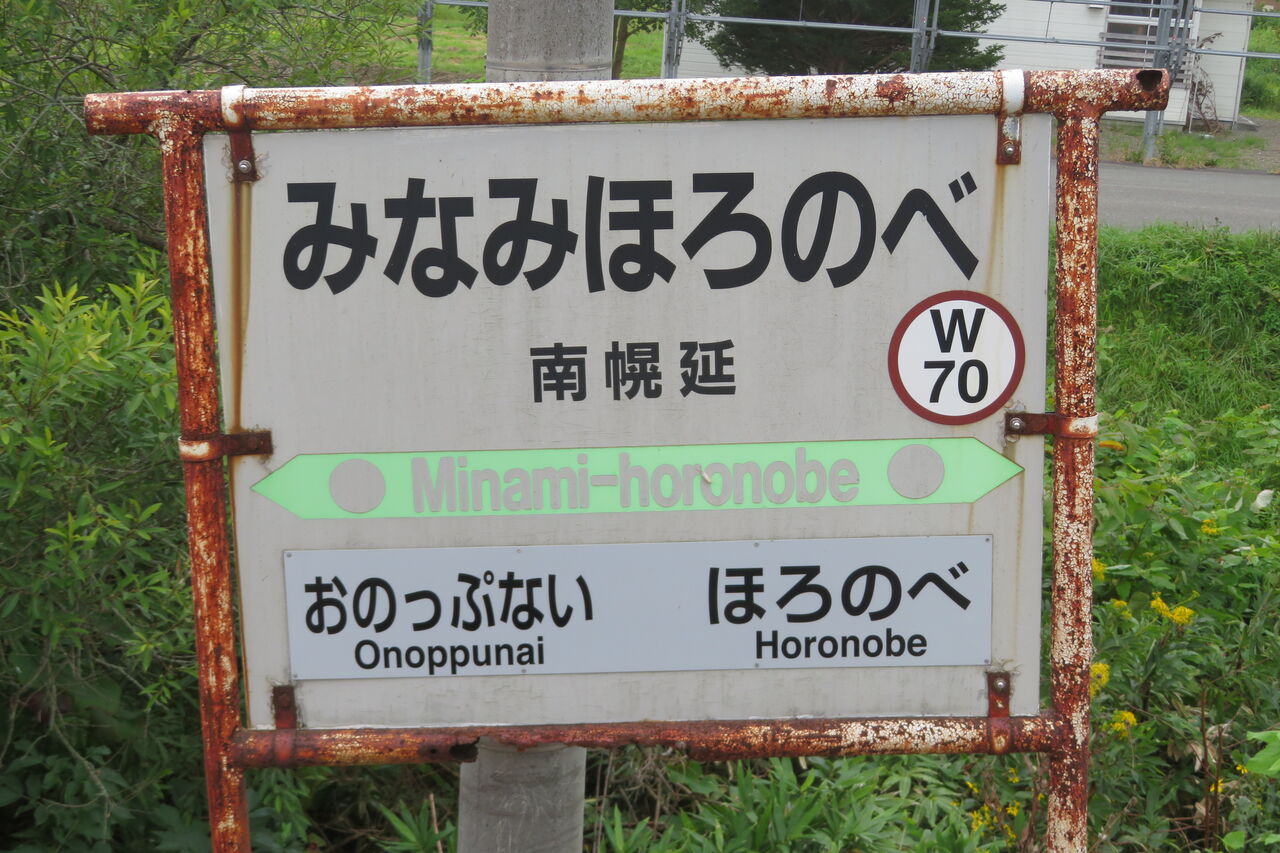 みなみほろのべ
南幌延
W
70
Minami-horonobe
おのっぷない ほろのべ
Onoppunai Horonobe